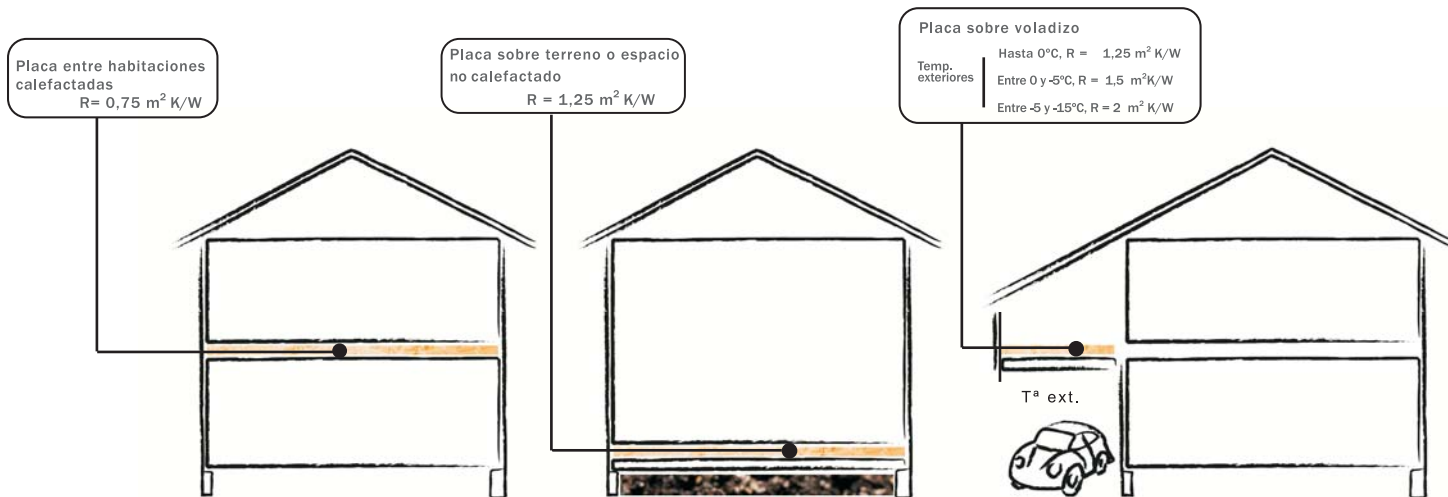 Placa entre habitaciones
calefactadas
R= 0,75 m² K/W
Placa sobre terreno o espacio
no calefactado
R = 1,25 m² K/W
Placa sobre voladizo
Temp.
exteriores
Hasta 0ºC, R = 1,25 m² K/W
Entre 0 y -5ºC, R = 1,5 m²K/W
Entre -5 y -15ºC, R = 2 m² K/W
Tª ext.